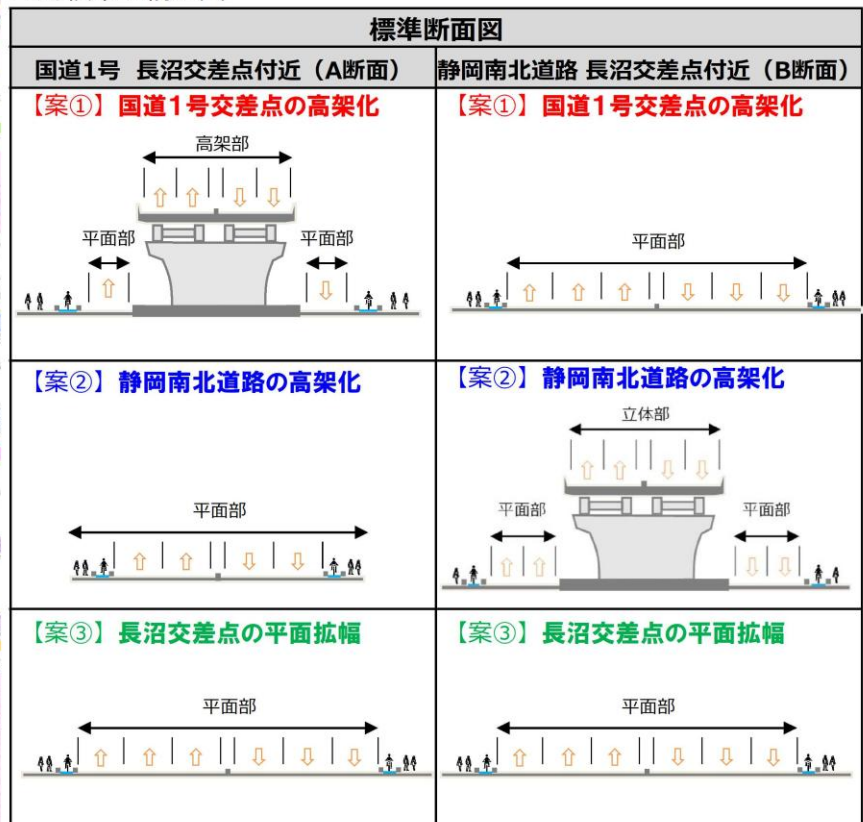 標準断面図
国道1号 長沼交差点付近（A断面）
静岡南北道路 長沼交差点付近（B断面）
【案①】国道1号交差点の高架化
高架部
平面部
平面部
【案①】国道1号交差点の高架化
平面部
【案②】静岡南北道路の高架化
平面部
【案②】静岡南北道路の高架化
立体部
平面部
平面部
【案③】長沼交差点の平面拡幅
平面部
【案③】長沼交差点の平面拡幅
平面部